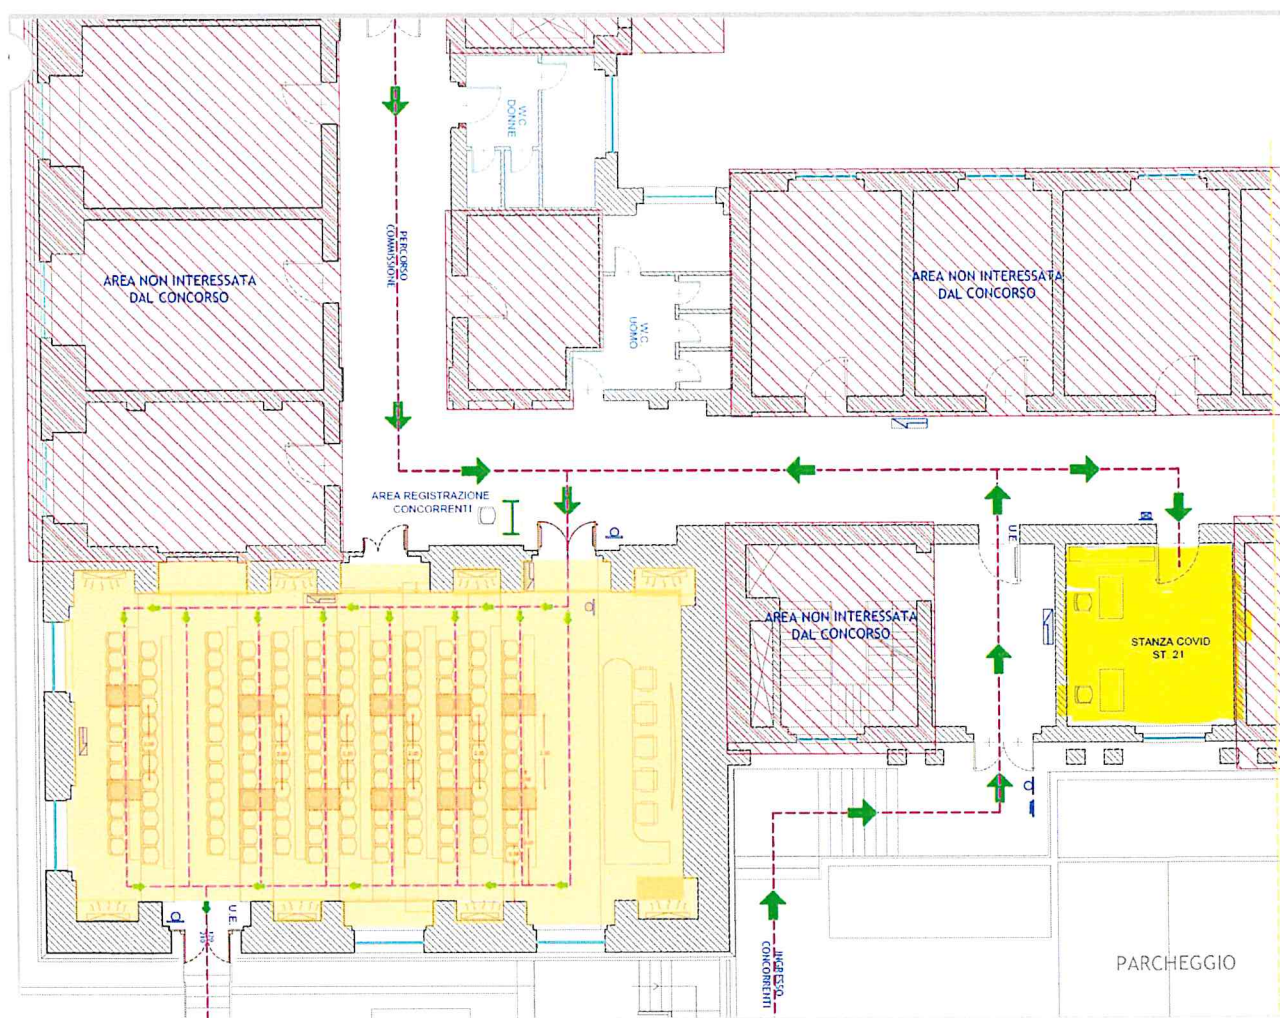 W.C
DONNE
PERCORSO
COMMISSIONE
AREA NON INTERESSATA
DAL CONCORSO
AREA NON INTERESSATA
DAL CONCORSO
W.C
UOMO
AREA REGISTRAZIONE
CONCORRENTI
U.E.
AREA NON INTERESSATA
DAL CONCORSO
STANZA COVID
ST. 21
U.E.
INGRESSO
CONCORRENTI
PARCHEGGIO